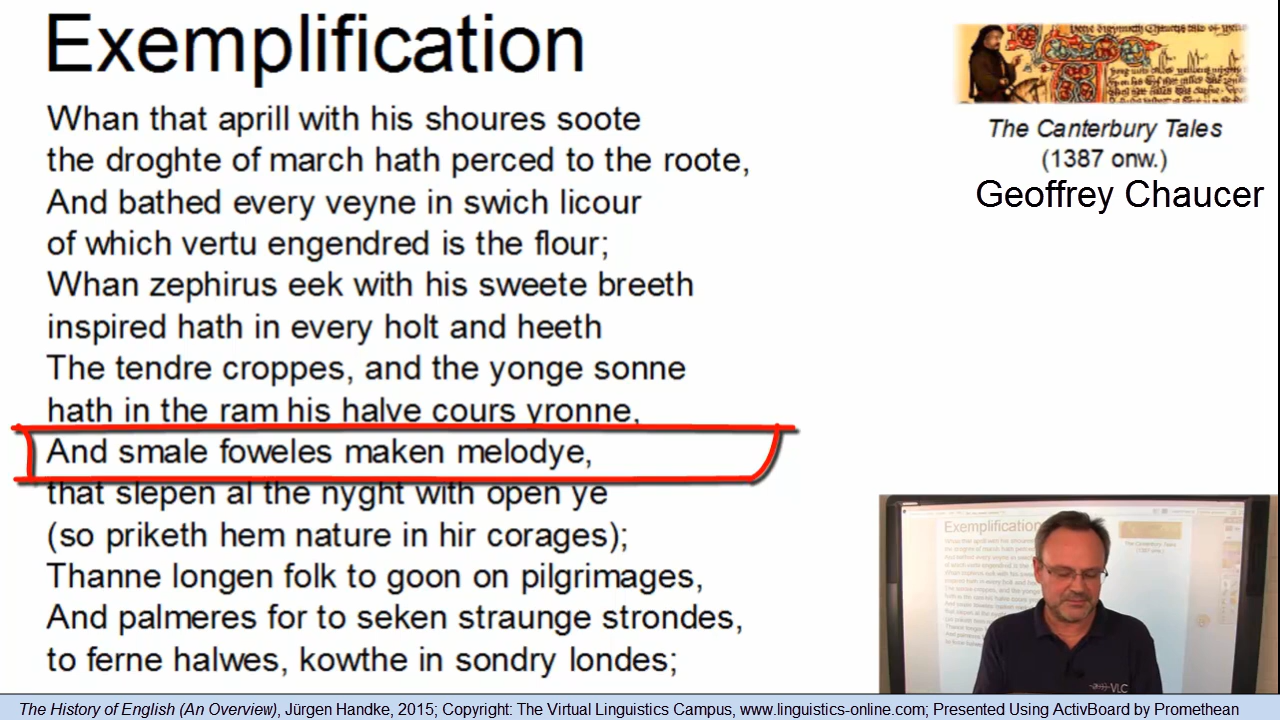 Exemplification
Whan that aprill with his shoures soote
the droghte of march hath perced to the roote,
And bathed every veyne in swich licour
of which vertu engendred is the flour;
Whan zephirus eek with his sweete breeth
inspired hath in every holt and heeth
The tendre croppes, and the yonge sonne
hath in the ram his halve cours yronne,
And smale foweles maken melodye,
that slepen al the nyght with open ye
(so priketh hem nature in hir corages);
Thanne longen folk to goon on pilgrimages,
And palmeres for to seken straunge strondes,
to ferne halwes, kowthe in sondry londes;
The Canterbury Tales
(1387 onw.)
Geoffrey Chaucer
Exemplification
The Canterbury Tales
(1387 onw.)
VLC
The History of English (An Overview), Jürgen Handke, 2015; Copyright: The Virtual Linguistics Campus, www.linguistics-online.com; Presented Using ActivBoard by Promethean